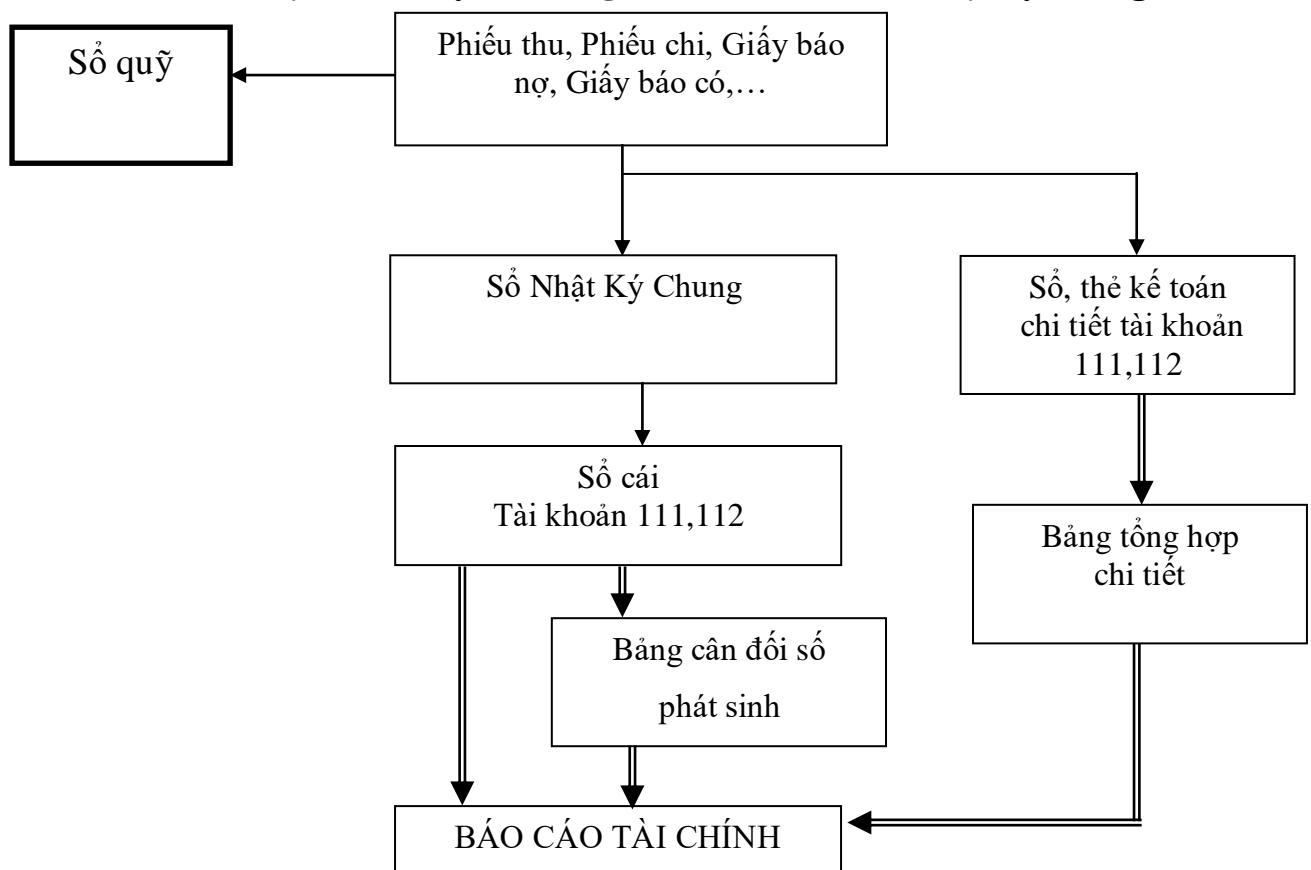 Sổ quỹ
Phiếu thu, Phiếu chi, Giấy báo
nợ, Giấy báo có,…
Sổ Nhật Ký Chung
Sổ, thẻ kế toán
chi tiết tài khoản
111,112
Sổ cái
Tài khoản 111,112
Bảng tổng hợp
chi tiết
Bảng cân đối số
phát sinh
BÁO CÁO TÀI CHÍNH